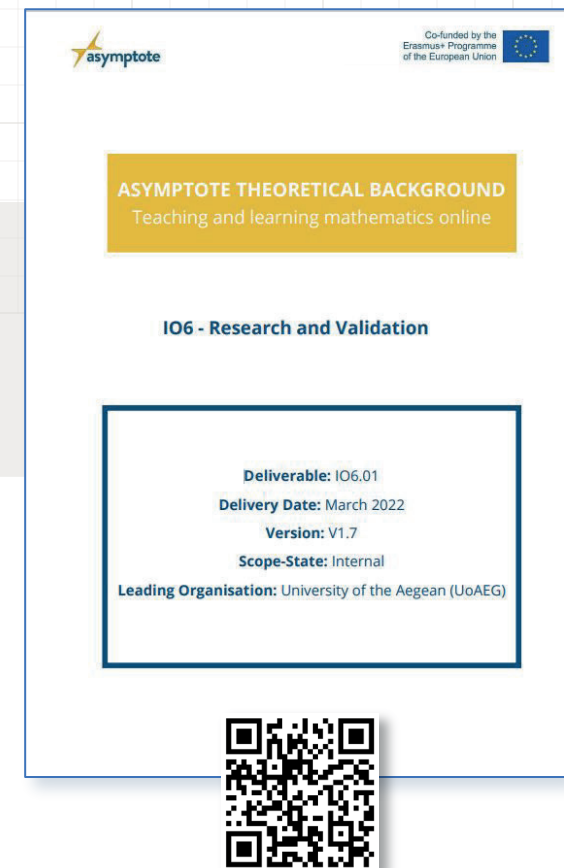 asymptote
Co-funded by the
Erasmus+ Programme
of the European Union
ASYMPTOTE THEORETICAL BACKGROUND
Teaching and learning mathematics online
IO6 - Research and Validation
Deliverable: IO6.01
Delivery Date: March 2022
Version: V1.7
Scope-State: Internal
Leading Organisation: University of the Aegean (UoAEG)